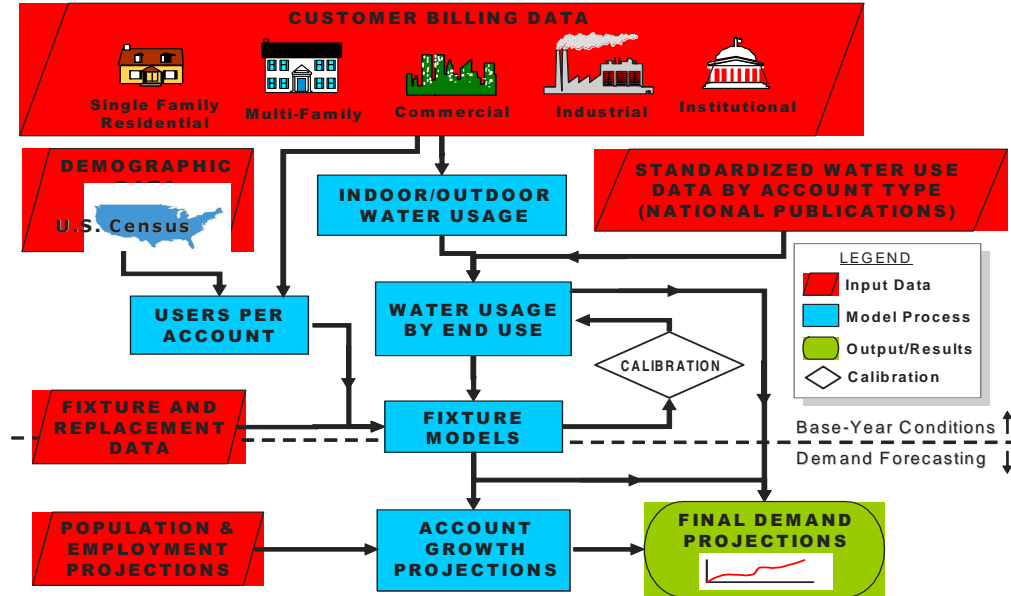 CUSTOMER BILLING DATA
Single Family
Residential
Multi-Family
Commercial
Industrial
Institutional
DEMOGRAPHIC
DATA
U.S. Census
INDOOR/OUTDOOR
WATER USAGE
STANDARDIZED WATER USE
DATA BY ACCOUNT TYPE
(NATIONAL PUBLICATIONS)
LEGEND
Input Data
Model Process
Output/Results
Calibration
USERS PER
ACCOUNT
WATER USAGE
BY END USE
CALIBRATION
FIXTURE AND
REPLACEMENT
DATA
FIXTURE
MODELS
Base-Year Conditions
Demand Forecasting
POPULATION &
EMPLOYMENT
PROJECTIONS
ACCOUNT
GROWTH
PROJECTIONS
FINAL DEMAND
PROJECTIONS